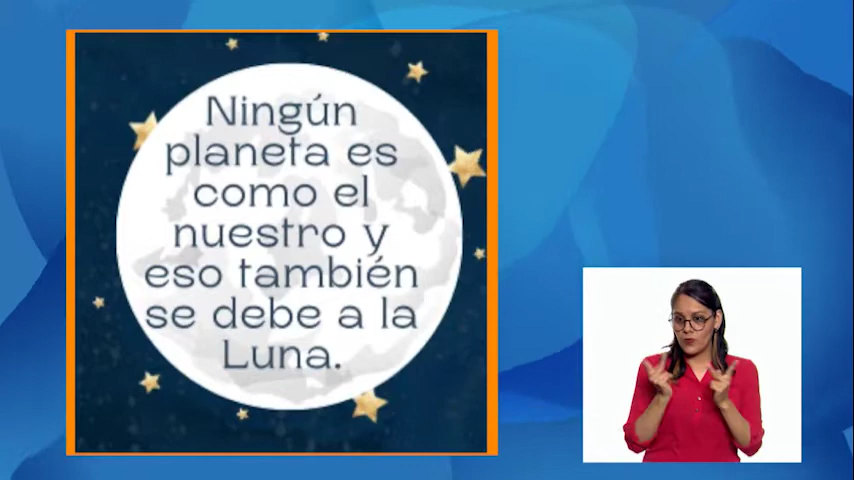 Ningún
planeta es
como el
nuestro y
eso también
se debe a la
Luna.